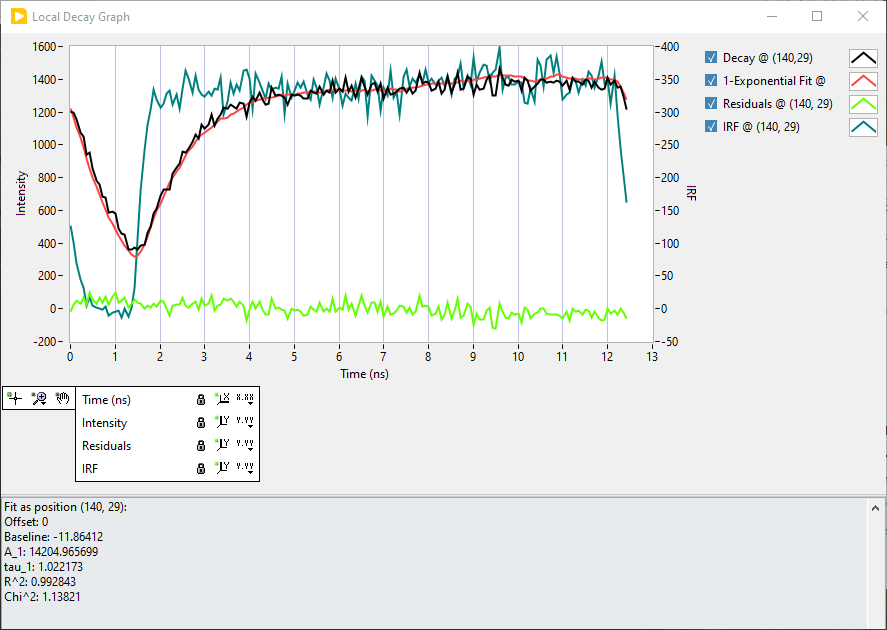 Local Decay Graph
1600
1400
1200
1000
800
600
400
200
0
-200
Intensity
400
350
300
250
200
150
100
50
0
-50
IRF
0 1 2 3 4 5 6 7 8 9 10 11 12 13
Time (ns)
Decay @ (140,29)
1-Exponential Fit @
Residuals @ (140, 29)
IRF @ (140, 29)
Time (ns) X X.XX
Intensity Y Y.YY
Residuals Y Y.YY
IRF Y Y.YY
Fit as position (140, 29):
Offset: 0
Baseline: -11.86412
A_1: 14204.965699
tau_1: 1.022173
R^2: 0.992843
Chi^2: 1.13821